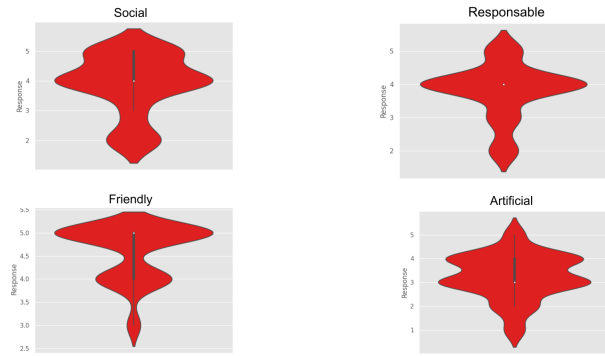 Social
5
4
3
2
Response
Responsable
5
4
3
2
Response
Friendly
5.5
5.0
4.5
4.0
3.5
3.0
2.5
Response
Artificial
5
4
3
2
1
Response